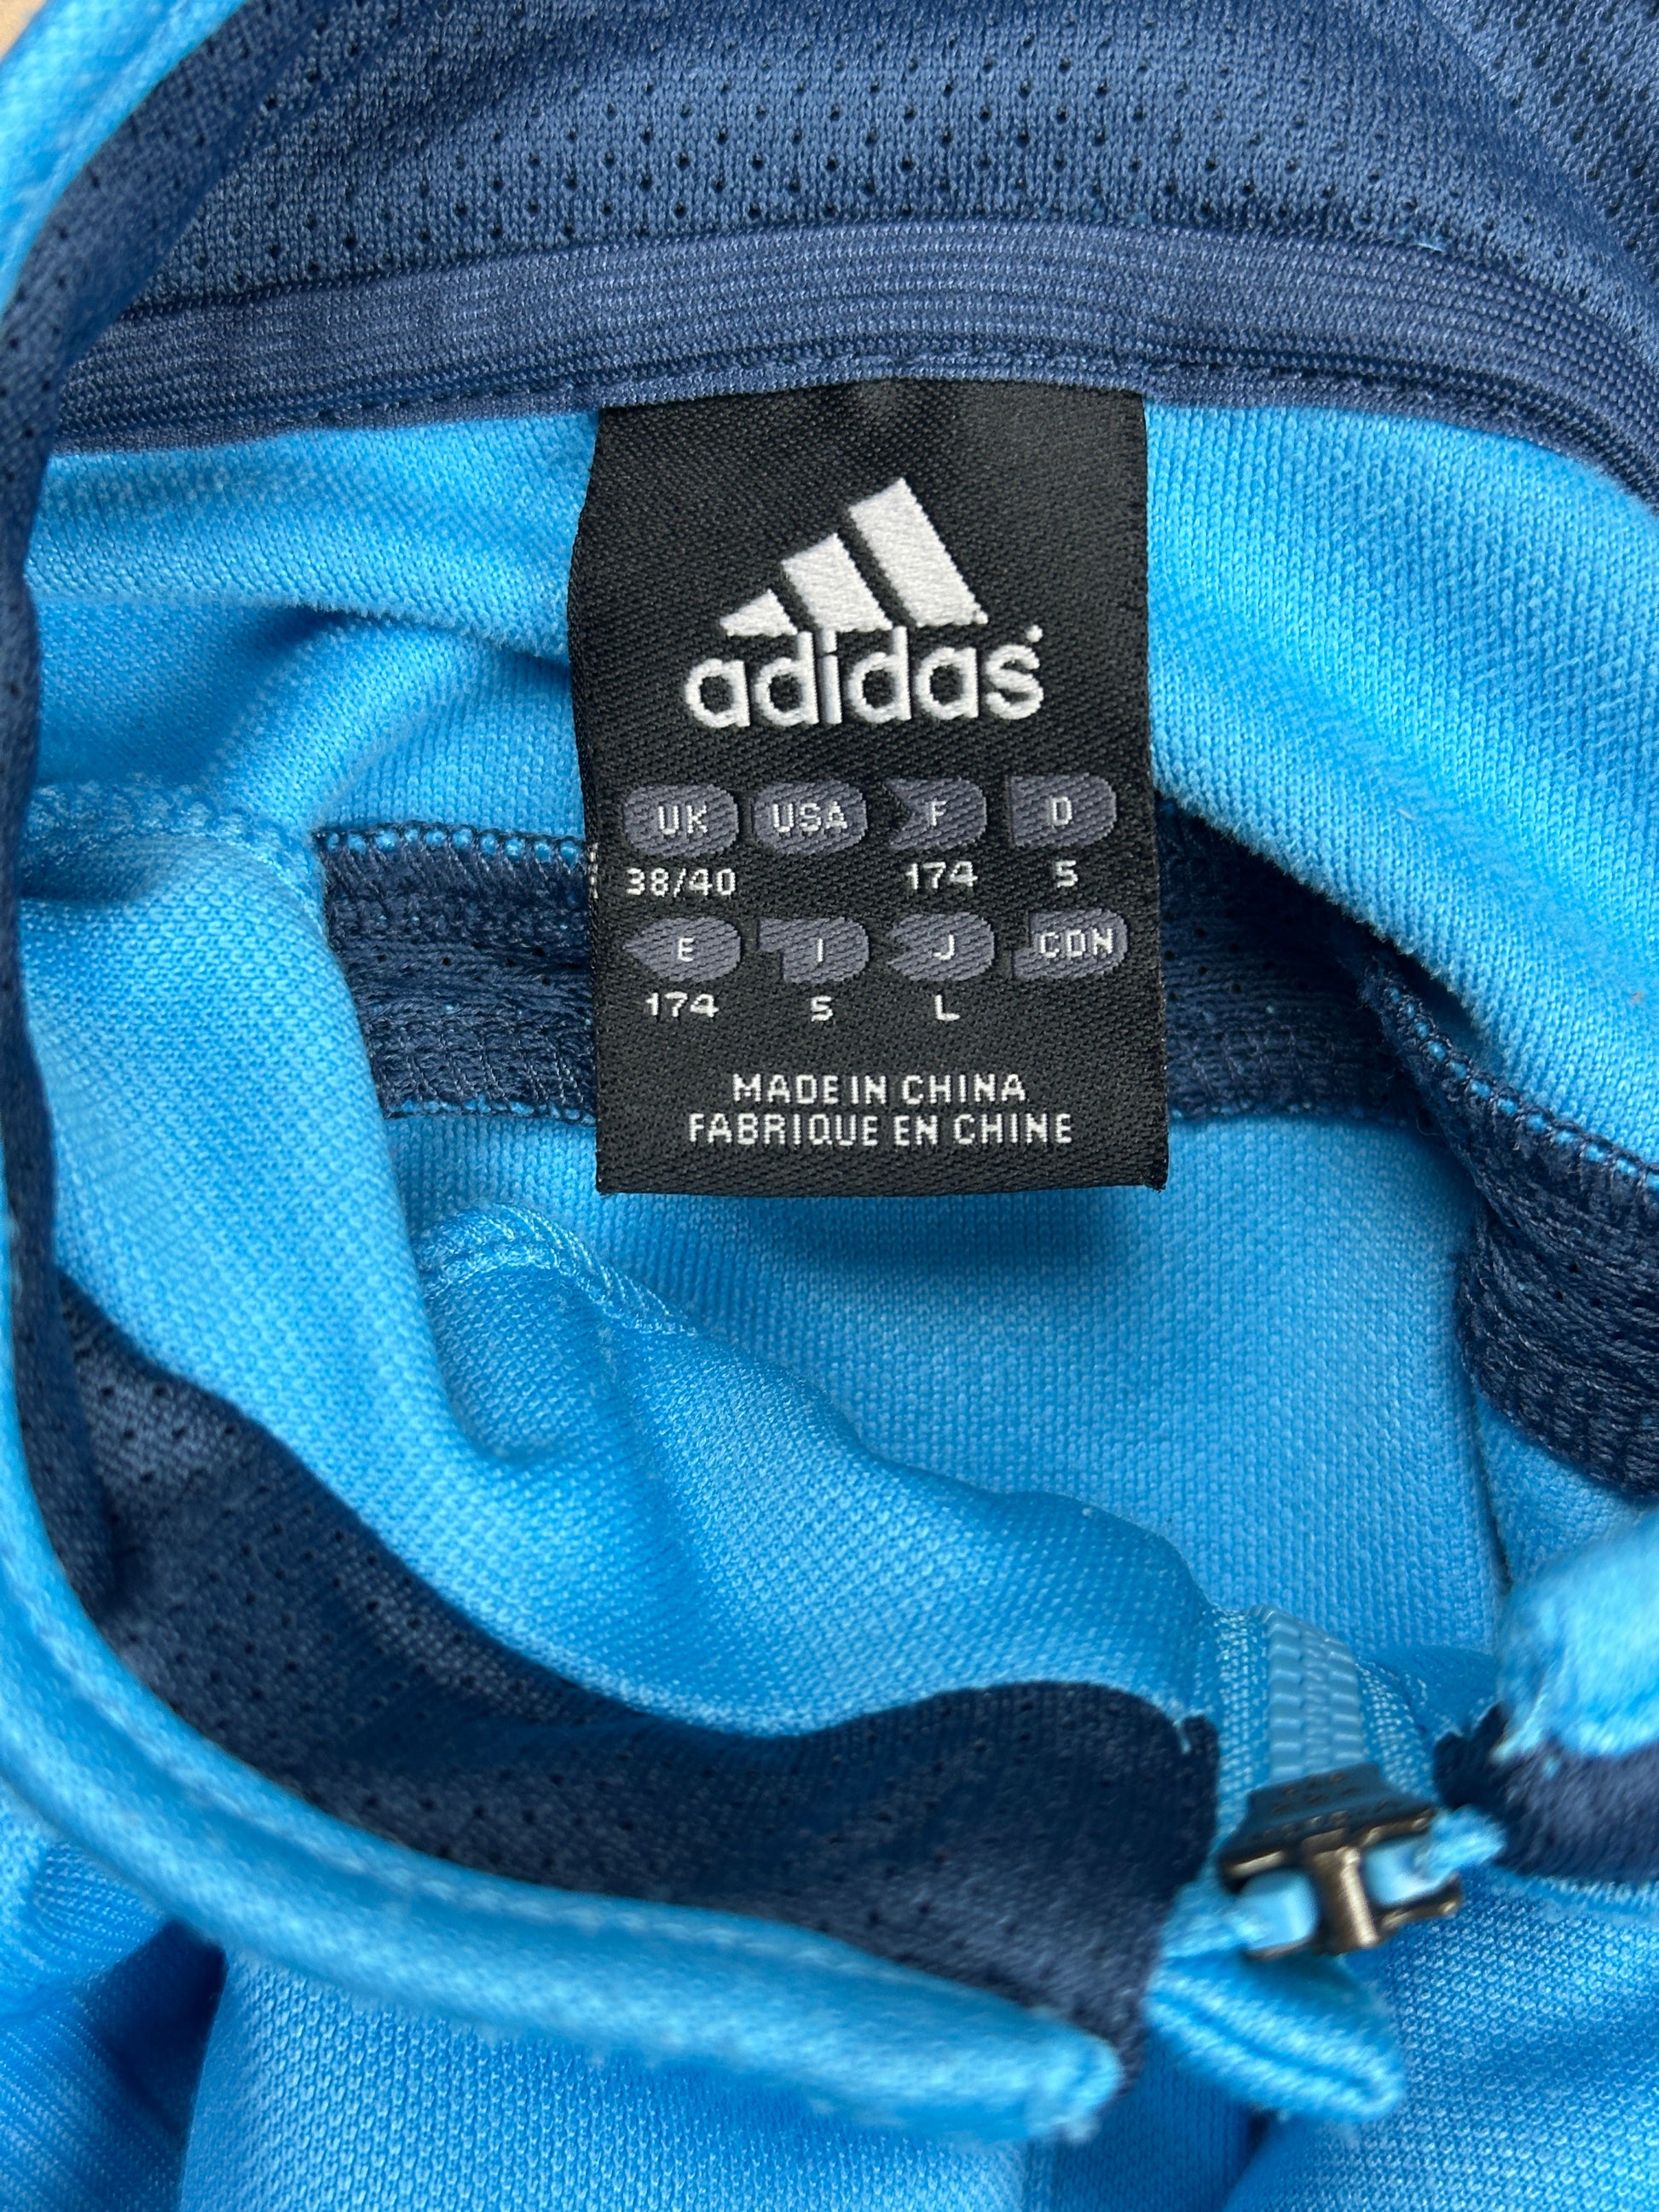 adidas
UK USA F D
38/40 174 5
E I J CDN
174 5 L
MADE IN CHINA
FABRIQUE EN CHINE